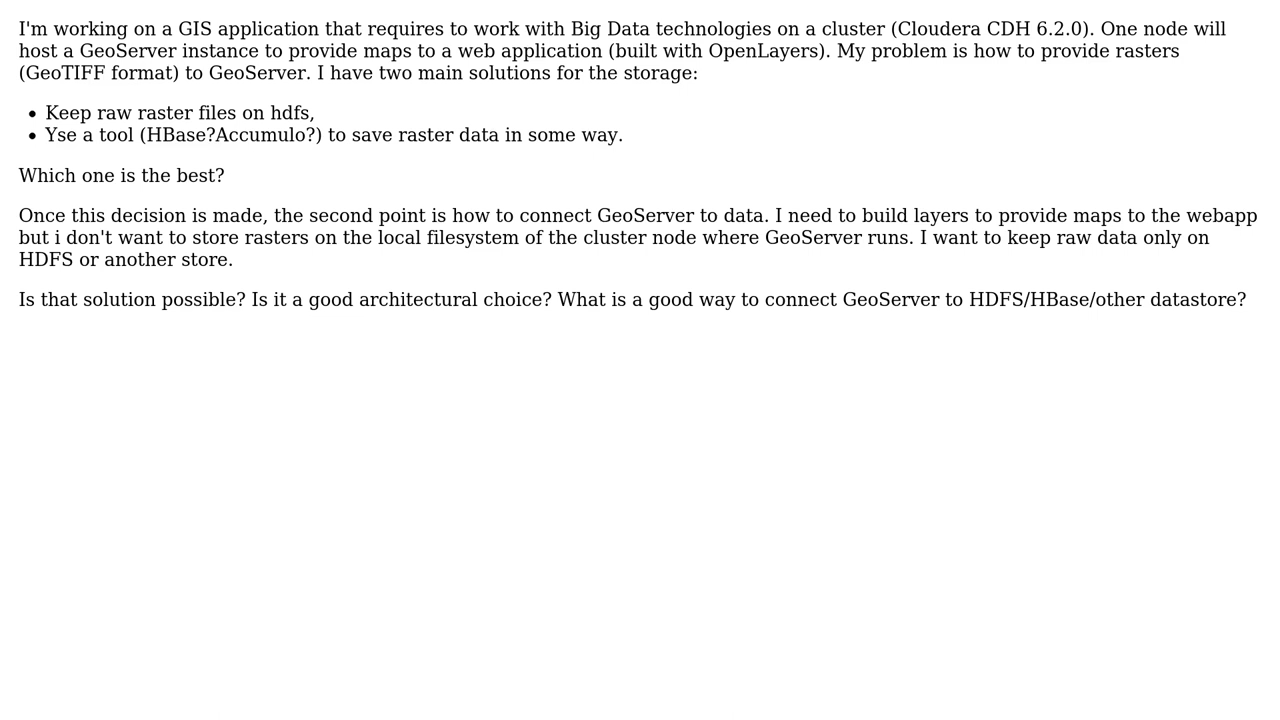 I'm working on a GIS application that requires to work with Big Data technologies on a cluster (Cloudera CDH 6.2.0). One node will
host a GeoServer instance to provide maps to a web application (built with OpenLayers). My problem is how to provide rasters
(GeoTIFF format) to GeoServer. I have two main solutions for the storage:
• Keep raw raster files on hdfs,
• Yse a tool (HBase?Accumulo?) to save raster data in some way.
Which one is the best?
Once this decision is made, the second point is how to connect GeoServer to data. I need to build layers to provide maps to the webapp
but i don't want to store rasters on the local filesystem of the cluster node where GeoServer runs. I want to keep raw data only on
HDFS or another store.
Is that solution possible? Is it a good architectural choice? What is a good way to connect GeoServer to HDFS/HBase/other datastore?